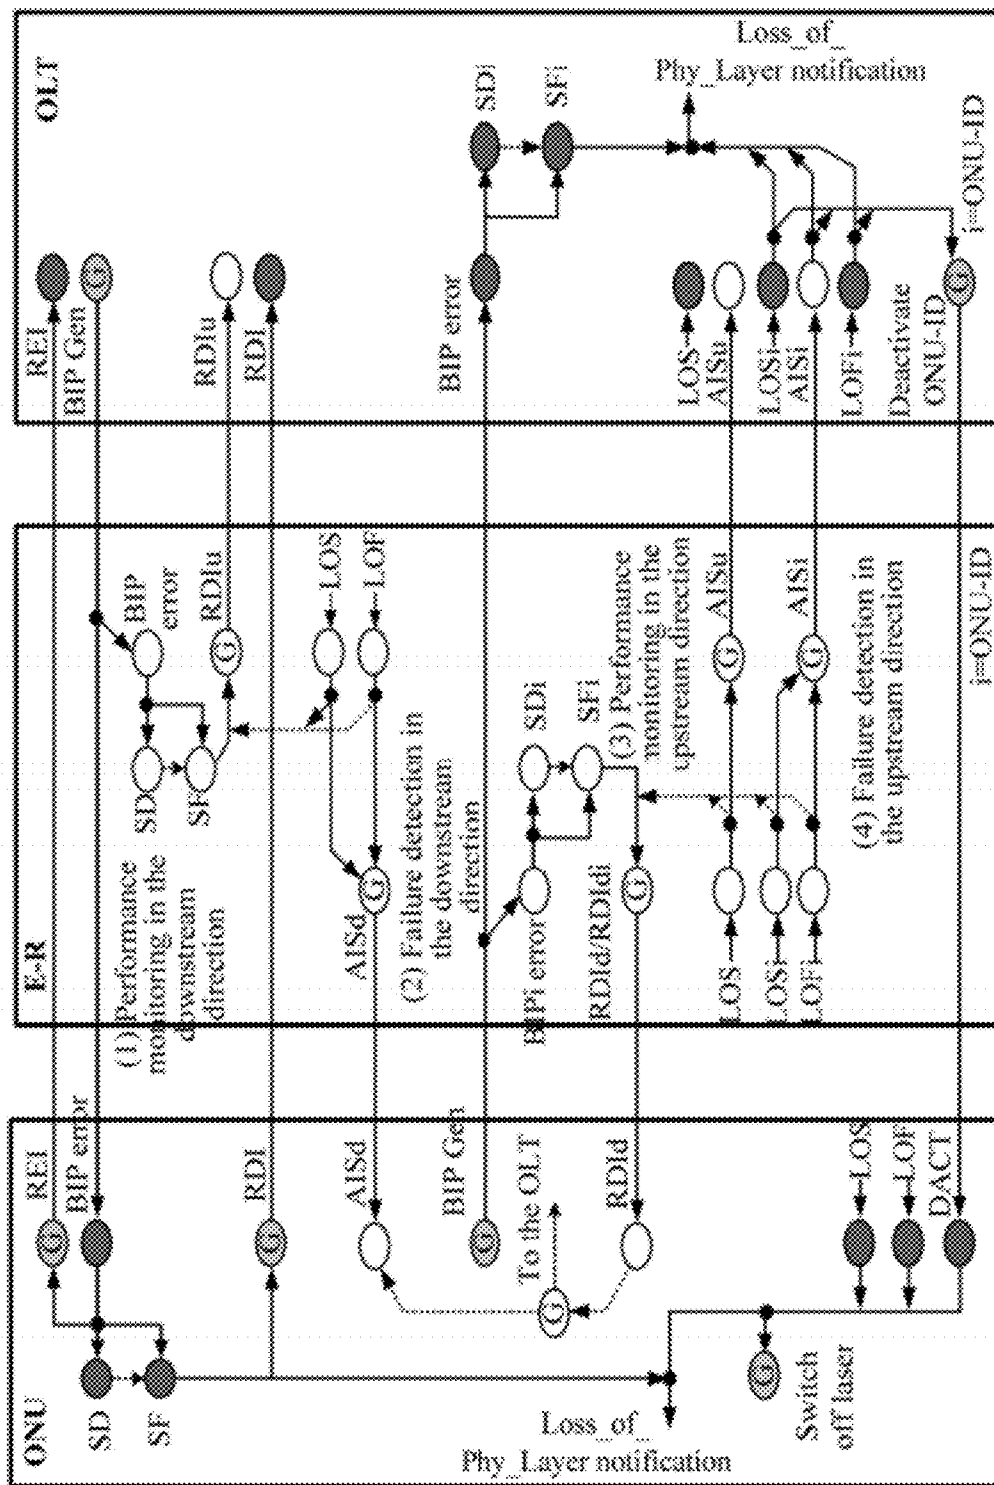 OLT
REI
BIP Gen
RDIu
RDI
BIP error
SDi
SFi
Loss_of_
Phy_Layer notification
LOS
AISu
LOSi
AISi
LOFi
Deactivate
ONU-ID
G
G
i=ONU-ID
E-R
BIP
error
SD
SF
RDIu
G
LOS
LOF
(1) Performance
monitoring in the
downstream
direction
AISd
G
(2) Failure detection in
the downstream
direction
BIPi error
SDi
SFi
RDId/RDIdi
G
(3) Performance
monitoring in the
upstream direction
LOS
LOSi
LOFi
AISu
G
AISi
G
(4) Failure detection in
the upstream direction
i=ONU-ID
ONU
REI
G
BIP error
SD
SF
RDI
G
AISd
BIP Gen
G
To the OLT
G
RDId
Loss_of_
Phy_Layer notification
LOS
LOF
DACT
G
Switch
off laser